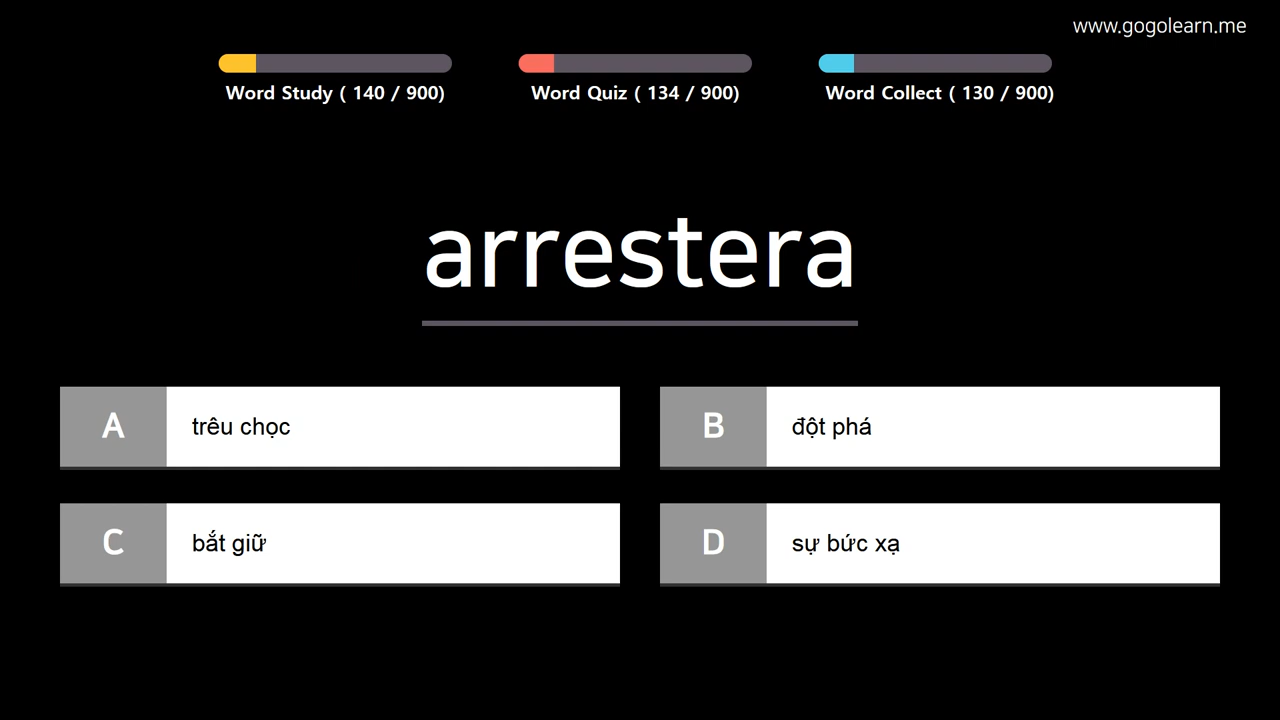 www.gogolearn.me
Word Study ( 140 / 900)
Word Quiz ( 134 / 900)
Word Collect ( 130 / 900)
arrestera
A trêu chọc
B đột phá
C bắt giữ
D sự bức xạ